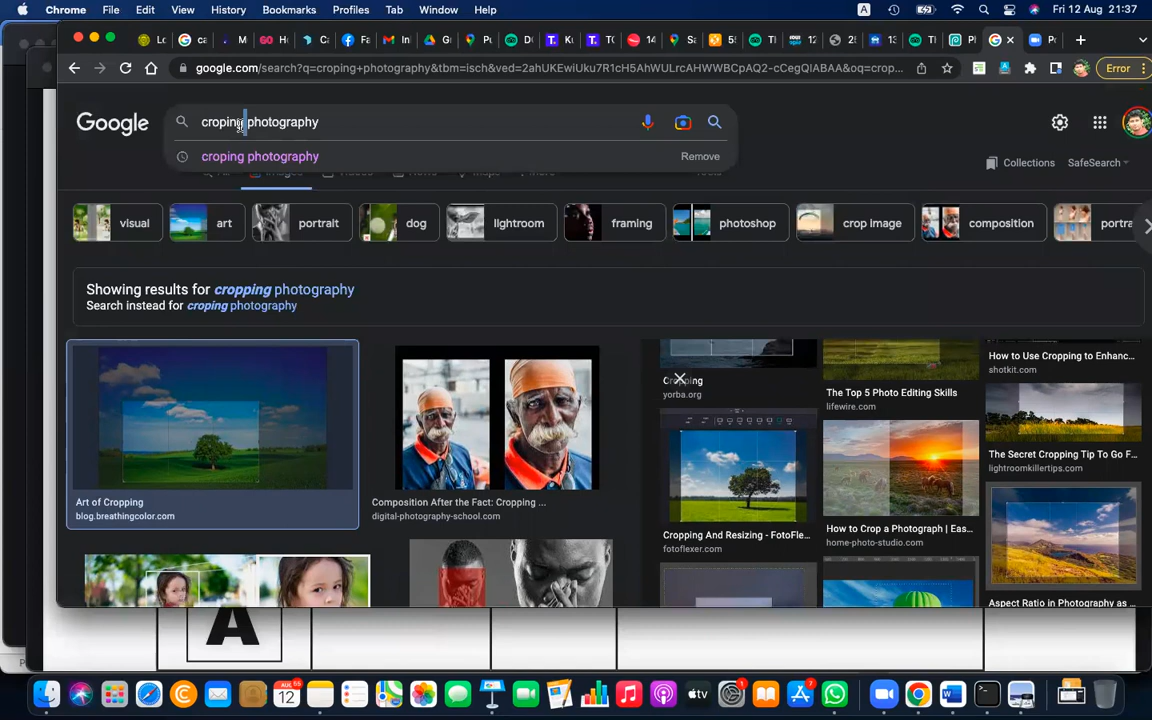 Chrome File Edit View History Bookmarks Profiles Tab Window Help A Fri 12 Aug 21:37
google.com/search?q=croping+photography&tbm=isch&ved=2ahUKEwiUku7R1cH5AhWULrcAHWWBCpAQ2-cCegQIABAA&oq=crop... Error
Google croping photography
croping photography Remove
Collections SafeSearch
visual art portrait dog lightroom framing photoshop crop image composition portra
Showing results for cropping photography
Search instead for croping photography
Art of Cropping
blog.breathingcolor.com
Composition After the Fact: Cropping ...
digital-photography-school.com
Cropping
yorba.org
Cropping And Resizing - FotoFle...
fotoflexer.com
The Top 5 Photo Editing Skills
lifewire.com
How to Crop a Photograph | Eas...
home-photo-studio.com
How to Use Cropping to Enhanc...
shotkit.com
The Secret Cropping Tip To Go F...
lightroomkillertips.com
Aspect Ratio in Photography as ...
A
AUG
12
tv